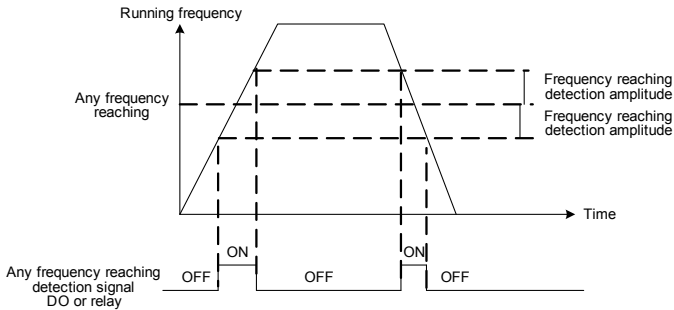 Running frequency
Any frequency
reaching
Frequency reaching
detection amplitude
Frequency reaching
detection amplitude
Time
Any frequency reaching
detection signal
DO or relay
OFF
ON
OFF
ON
OFF